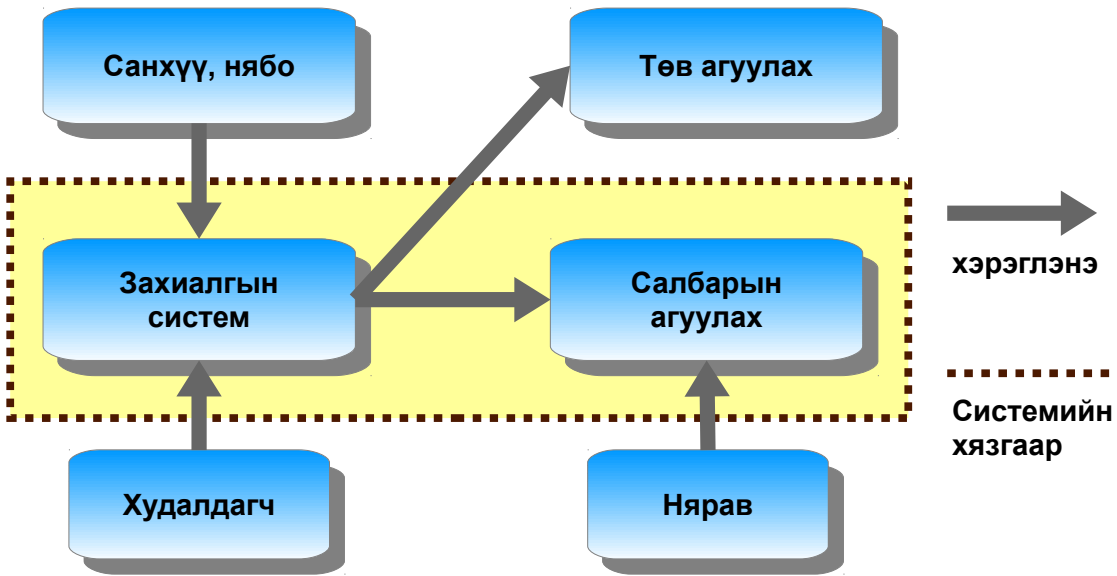 Санхүү, нябо
Төв агуулах
Захиалгын
систем
Салбарын
агуулах
хэрэглэнэ
Системийн
хязгаар
Худалдагч
Нярав